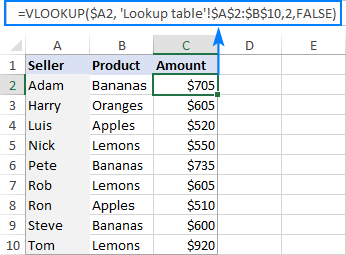 =VLOOKUP($A2, 'Lookup table'!$A$2:$B$10,2,FALSE)
A B C D E
1 Seller Product Amount
2 Adam Bananas $705
3 Harry Oranges $605
4 Luis Apples $520
5 Nick Lemons $550
6 Pete Bananas $735
7 Rob Lemons $605
8 Ron Apples $510
9 Steve Bananas $600
10 Tom Lemons $920